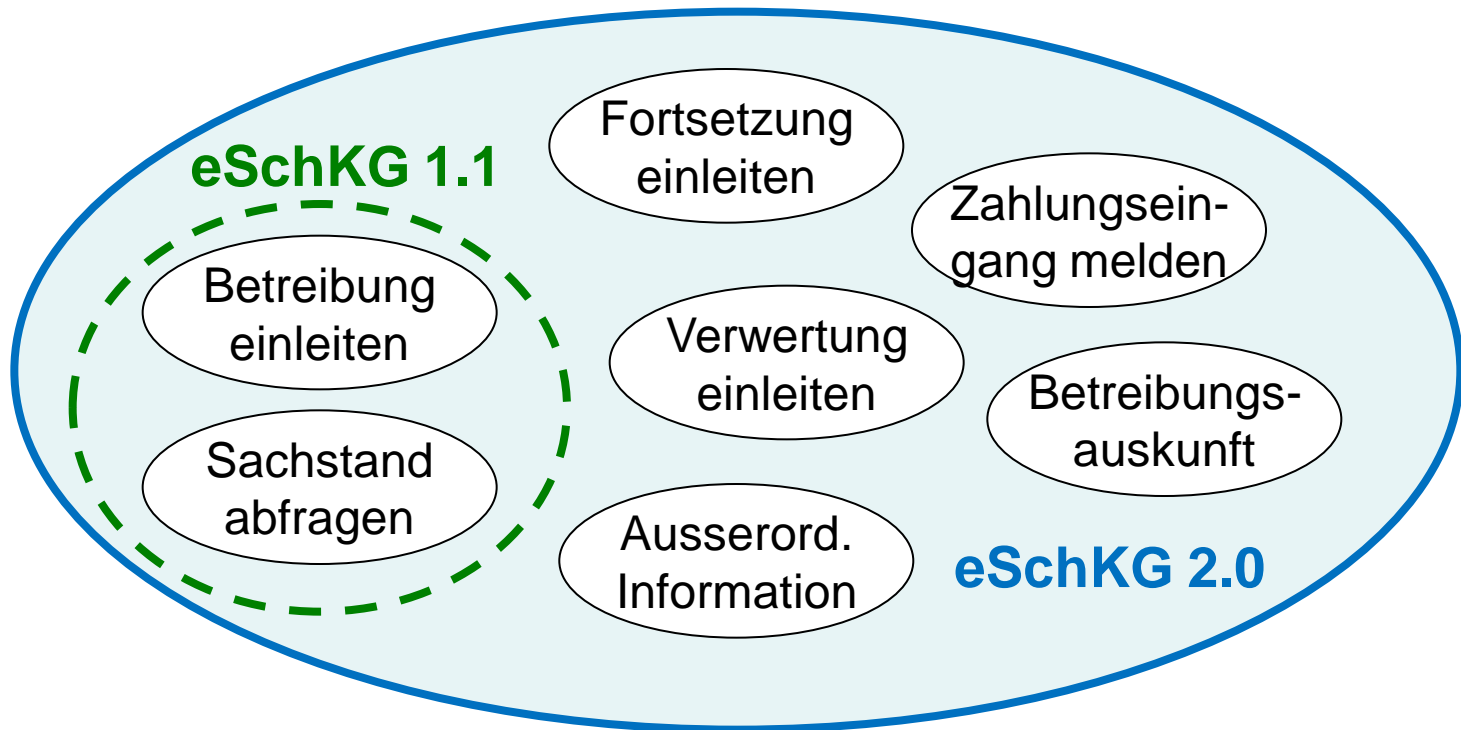 eSchKG 1.1
Betreibung
einleiten
Sachstand
abfragen
Fortsetzung
einleiten
Zahlungsein-
gang melden
Verwertung
einleiten
Betreibungs-
auskunft
Ausserord.
Information
eSchKG 2.0